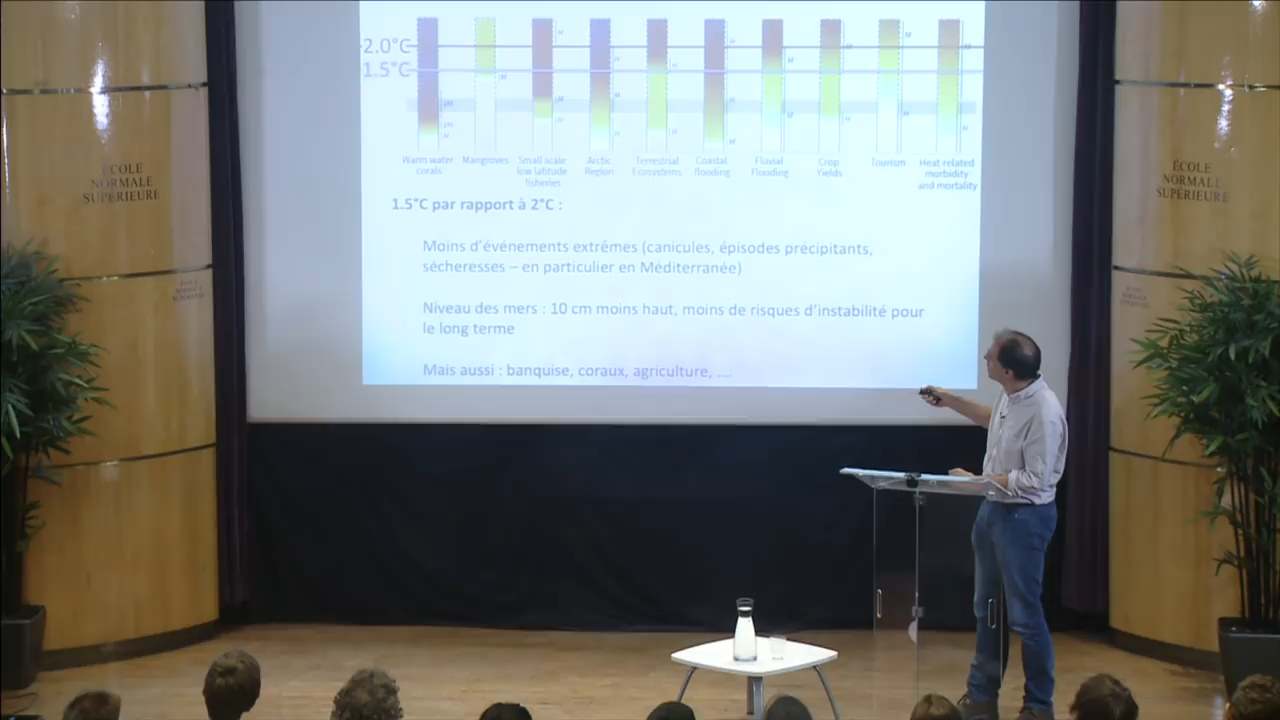 2.0°C
1.5°C
Warm water corals
Mangroves
Small scale low latitude fisheries
Arctic Region
Terrestrial Ecosystems
Coastal flooding
Fluvial Flooding
Crop Yields
Tourism
Heat-related morbidity and mortality
1.5°C par rapport à 2°C :
Moins d'événements extrêmes (canicules, épisodes précipitants,
sécheresses – en particulier en Méditerranée)
Niveau des mers : 10 cm moins haut, moins de risques d'instabilité pour
le long terme
Mais aussi : banquise, coraux, agriculture, ....
ÉCOLE
NORMALE
SUPÉRIEURE
ÉCOLE
NORMALE
SUPÉRIEURE